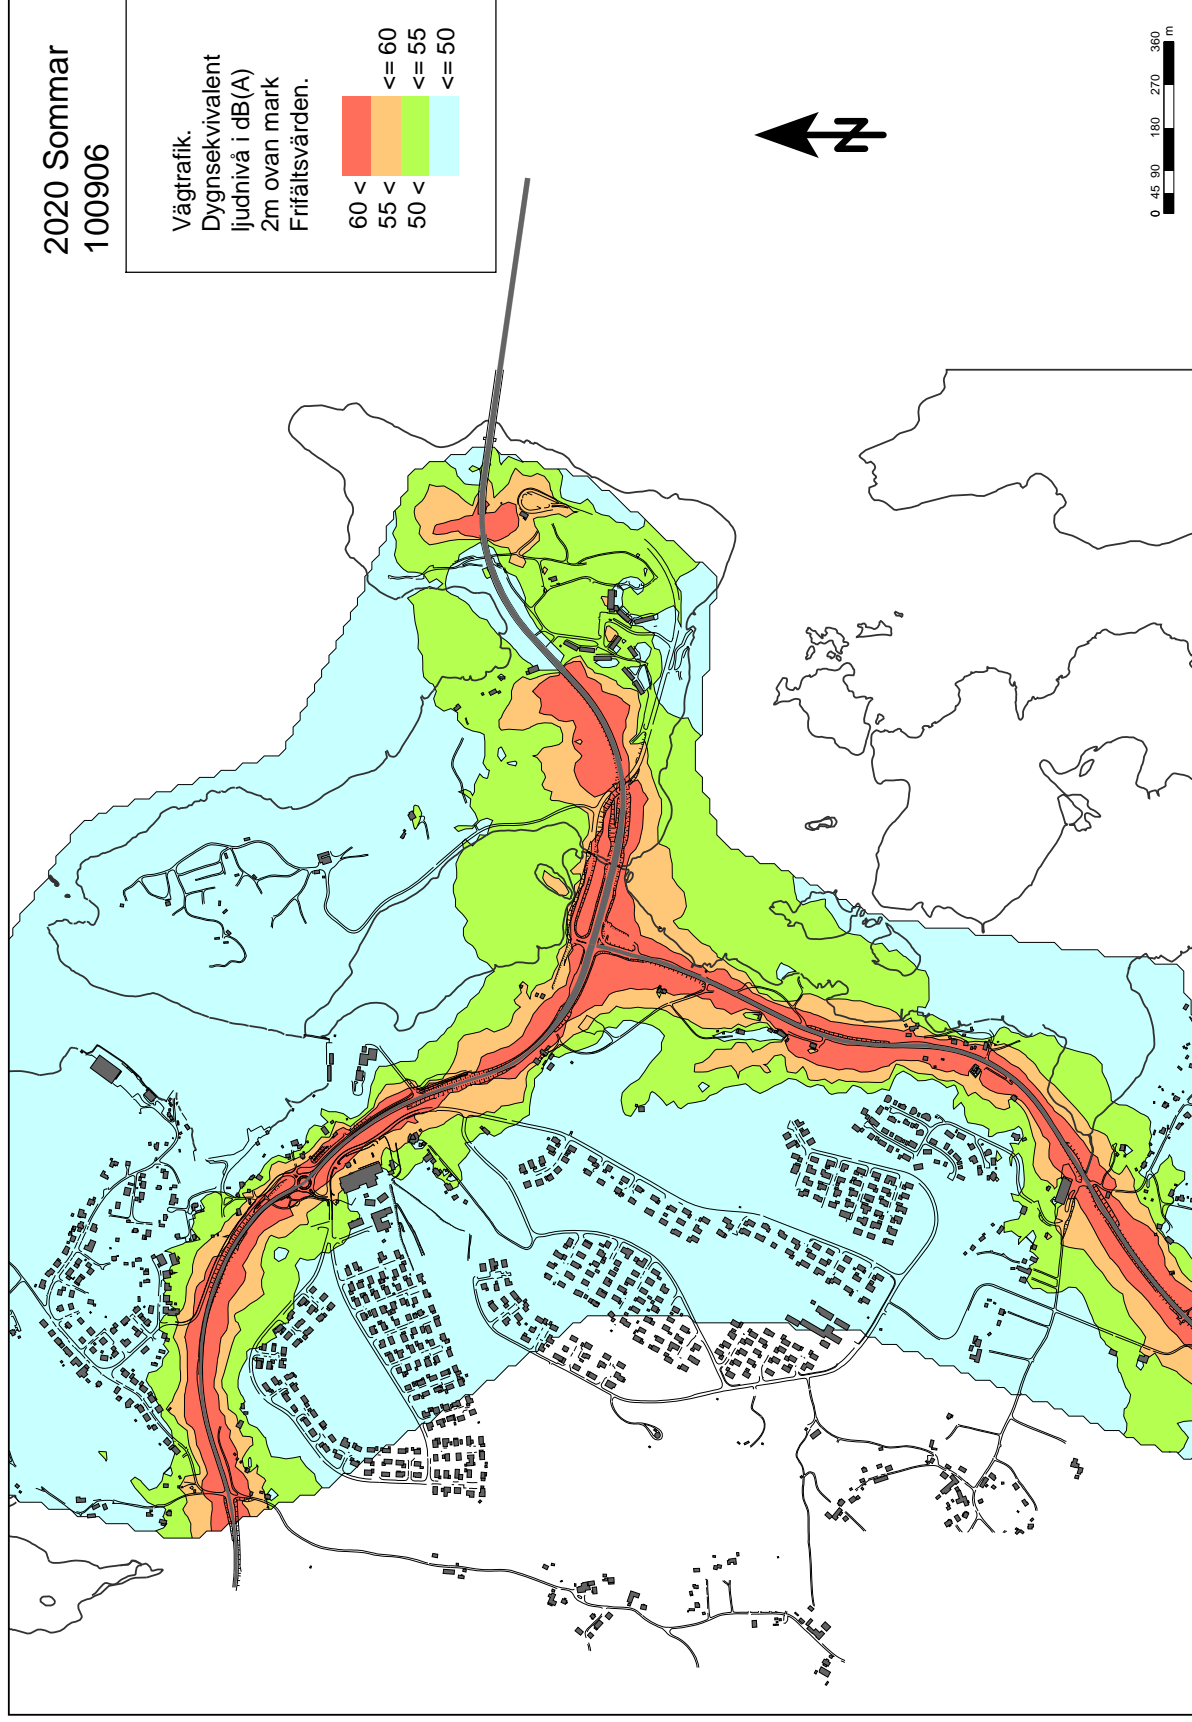 2020 Sommar
100906
Vägtrafik.
Dygnsekvivalent
ljudnivå i dB(A)
2m ovan mark
Frifältsvärden.
60 <
55 < <= 60
50 < <= 55
<= 50
N
0 45 90 180 270 360 m